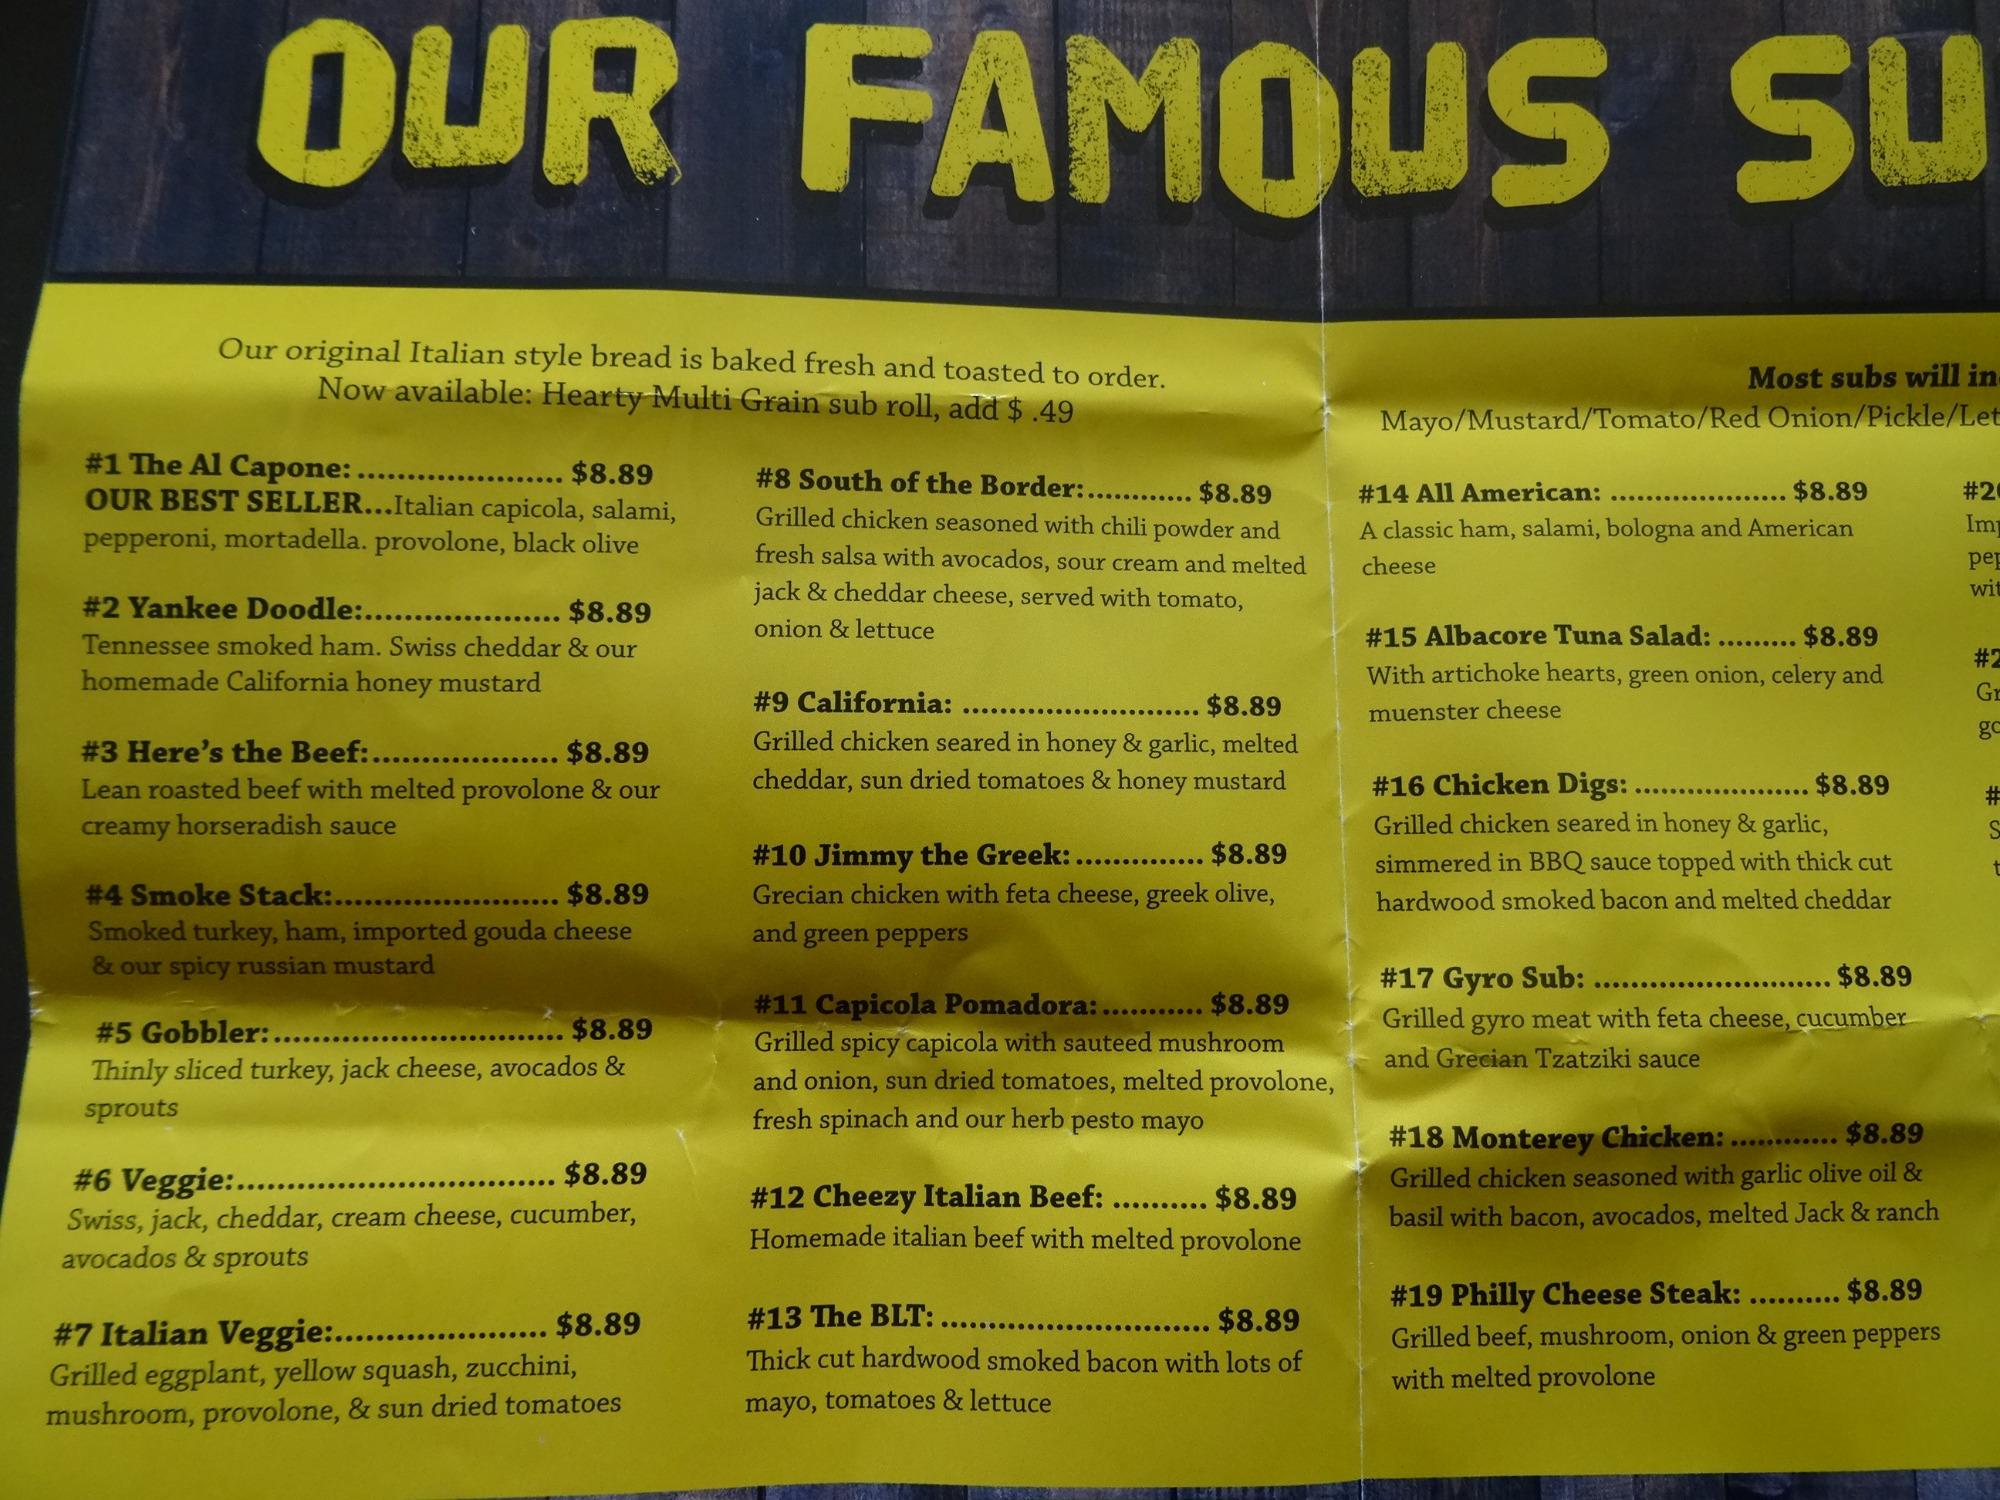 OUR FAMOUS SU
Our original Italian style bread is baked fresh and toasted to order.
Now available: Hearty Multi Grain sub roll, add $ .49
#1 The Al Capone: ...................... $8.89
OUR BEST SELLER...Italian capicola, salami,
pepperoni, mortadella. provolone, black olive
#2 Yankee Doodle:..................... $8.89
Tennessee smoked ham. Swiss cheddar & our
homemade California honey mustard
#3 Here's the Beef:.................... $8.89
Lean roasted beef with melted provolone & our
creamy horseradish sauce
#4 Smoke Stack:........................ $8.89
Smoked turkey, ham, imported gouda cheese
& our spicy russian mustard
#5 Gobbler:............................... $8.89
Thinly sliced turkey, jack cheese, avocados &
sprouts
#6 Veggie:................................. $8.89
Swiss, jack, cheddar, cream cheese, cucumber,
avocados & sprouts
#7 Italian Veggie:...................... $8.89
Grilled eggplant, yellow squash, zucchini,
mushroom, provolone, & sun dried tomatoes
#8 South of the Border:........... $8.89
Grilled chicken seasoned with chili powder and
fresh salsa with avocados, sour cream and melted
jack & cheddar cheese, served with tomato,
onion & lettuce
#9 California: ......................... $8.89
Grilled chicken seared in honey & garlic, melted
cheddar, sun dried tomatoes & honey mustard
#10 Jimmy the Greek: .............. $8.89
Grecian chicken with feta cheese, greek olive,
and green peppers
#11 Capicola Pomadora: ........... $8.89
Grilled spicy capicola with sauteed mushroom
and onion, sun dried tomatoes, melted provolone,
fresh spinach and our herb pesto mayo
#12 Cheezy Italian Beef: .......... $8.89
Homemade italian beef with melted provolone
#13 The BLT: ............................. $8.89
Thick cut hardwood smoked bacon with lots of
mayo, tomatoes & lettuce
Most subs will in
Mayo/Mustard/Tomato/Red Onion/Pickle/Let
#14 All American: ................... $8.89
A classic ham, salami, bologna and American
cheese
#15 Albacore Tuna Salad: ......... $8.89
With artichoke hearts, green onion, celery and
muenster cheese
#16 Chicken Digs: ................... $8.89
Grilled chicken seared in honey & garlic,
simmered in BBQ sauce topped with thick cut
hardwood smoked bacon and melted cheddar
#17 Gyro Sub: .......................... $8.89
Grilled gyro meat with feta cheese, cucumber
and Grecian Tzatziki sauce
#18 Monterey Chicken: ............ $8.89
Grilled chicken seasoned with garlic olive oil &
basil with bacon, avocados, melted Jack & ranch
#19 Philly Cheese Steak: .......... $8.89
Grilled beef, mushroom, onion & green peppers
with melted provolone